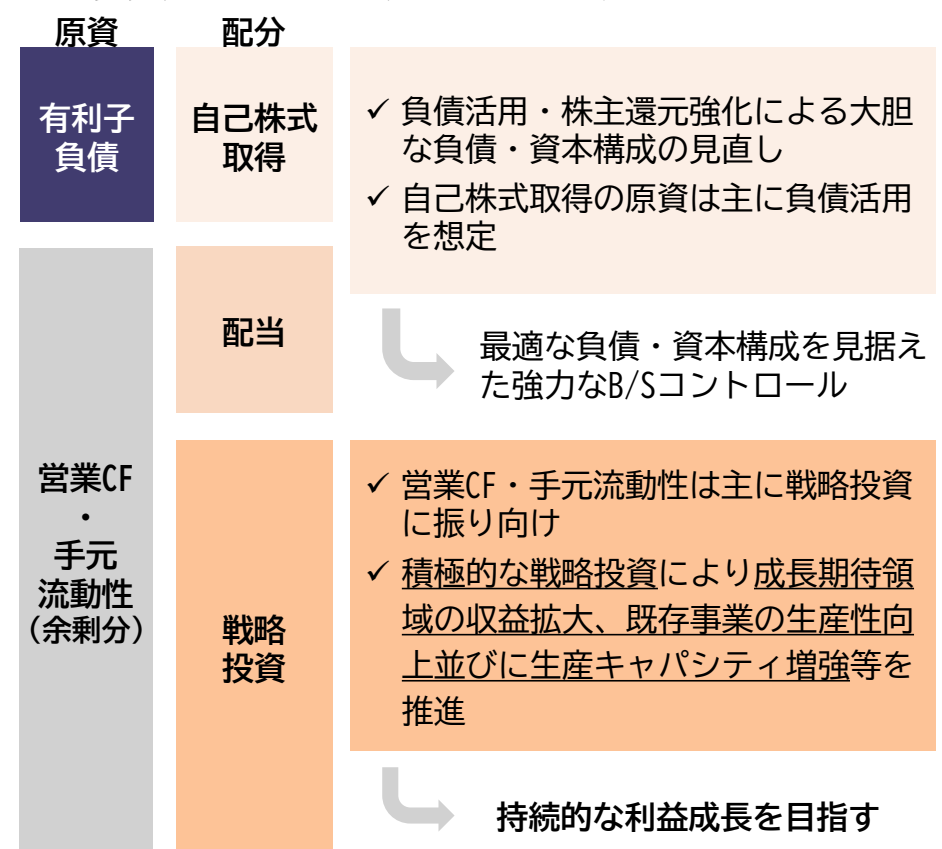 原資
配分
有利子
負債
自己株式
取得
✓ 負債活用・株主還元強化による大胆
な負債・資本構成の見直し
✓ 自己株式取得の原資は主に負債活用
を想定
配当
最適な負債・資本構成を見据え
た強力なB/Sコントロール
営業CF
・
手元
流動性
(余剰分)
戦略
投資
✓ 営業CF・手元流動性は主に戦略投資
に振り向け
✓ 積極的な戦略投資により成長期待領
域の収益拡大、既存事業の生産性向
上並びに生産キャパシティ増強等を
推進
持続的な利益成長を目指す